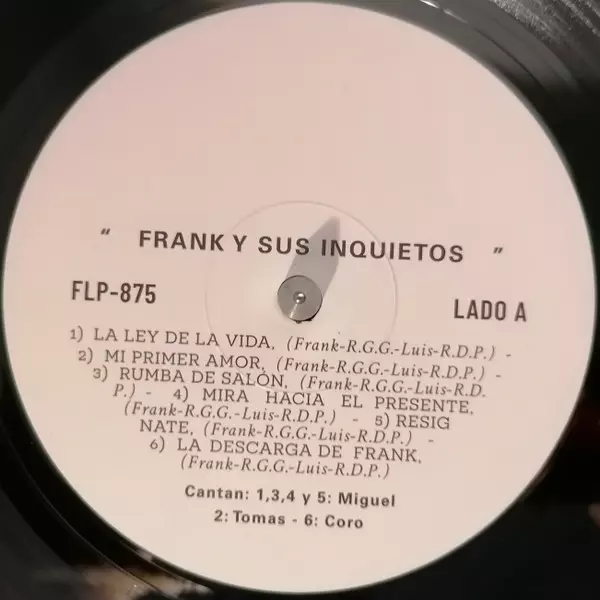 " FRANK Y SUS INQUIETOS "
FLP-875
LADO A
1) LA LEY DE LA VIDA, (Frank-R.G.G.-Luis-R.D.P.) -
2) MI PRIMER AMOR, (Frank-R.G.G.-Luis-R.D.P.) -
3) RUMBA DE SALÓN, (Frank-R.G.G.-Luis-R.D.
P.) - 4) MIRA HACIA EL PRESENTE,
(Frank-R.G.G.-Luis-R.D.P.) - 5) RESIG
NATE, (Frank-R.G.G.-Luis-R.D.P.) -
6) LA DESCARGA DE FRANK,
(Frank-R.G.G.-Luis-R.D.P.)
Cantan: 1,3,4 y 5: Miguel
2: Tomas - 6: Coro